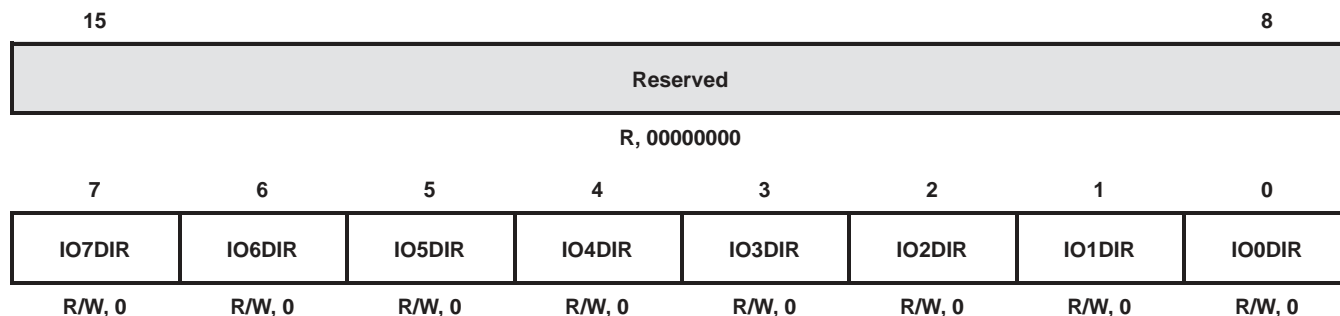 15 8
Reserved
R, 00000000
7 6 5 4 3 2 1 0
IO7DIR IO6DIR IO5DIR IO4DIR IO3DIR IO2DIR IO1DIR IO0DIR
R/W, 0 R/W, 0 R/W, 0 R/W, 0 R/W, 0 R/W, 0 R/W, 0 R/W, 0